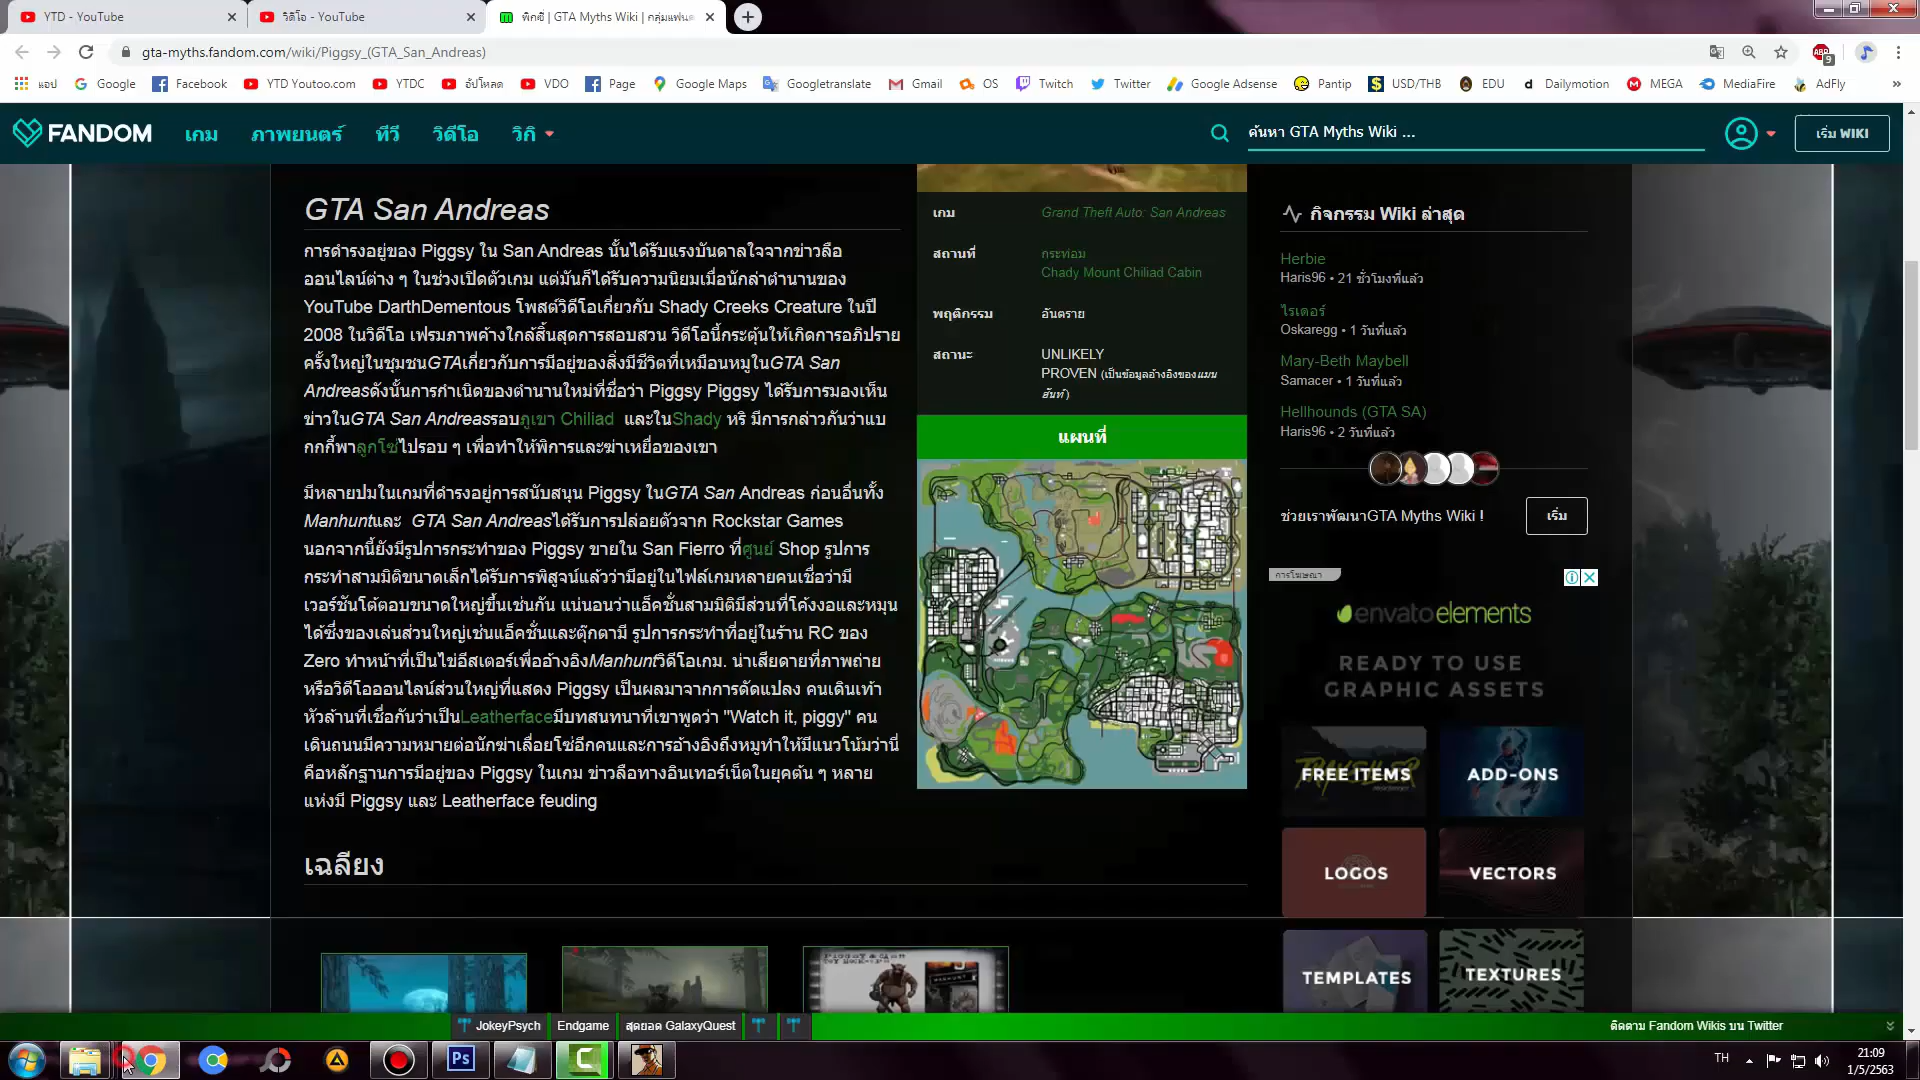 YTD - YouTube
วิดีโอ - YouTube
พิกซี่ | GTA Myths Wiki | กลุ่มแฟนด
gta-myths.fandom.com/wiki/Piggsy_(GTA_San_Andreas)
แอป
Google
Facebook
YTD Youtoo.com
YTDC
อัปโหลด
VDO
Page
Google Maps
Googletranslate
Gmail
OS
Twitch
Twitter
Google Adsense
Pantip
USD/THB
EDU
Dailymotion
MEGA
MediaFire
AdFly
FANDOM
เกม
ภาพยนตร์
ทีวี
วิดีโอ
วิกิ
ค้นหา GTA Myths Wiki ...
เริ่ม WIKI
GTA San Andreas
การดำรงอยู่ของ Piggsy ใน San Andreas นั้นได้รับแรงบันดาลใจจากข่าวลือ
ออนไลน์ต่าง ๆ ในช่วงเปิดตัวเกม แต่มันก็ได้รับความนิยมเมื่อนักล่าตำนานของ
YouTube DarthDementous โพสต์วิดีโอเกี่ยวกับ Shady Creeks Creature ในปี
2008 ในวิดีโอ เฟรมภาพค้างใกล้สิ้นสุดการสอบสวน วิดีโอนี้กระตุ้นให้เกิดการอภิปราย
ครั้งใหญ่ในชุมชนGTAเกี่ยวกับการมีอยู่ของสิ่งมีชีวิตที่เหมือนหมูในGTA San
Andreasดังนั้นการกำเนิดของตำนานใหม่ที่ชื่อว่า Piggsy Piggsy ได้รับการมองเห็น
ข่าวในGTA San Andreasรอบภูเขา Chiliad และในShady หริ มีการกล่าวกันว่าแบ
กกกี้พาลูกโซ่ไปรอบ ๆ เพื่อทำให้พิการและฆ่าเหยื่อของเขา
มีหลายปมในเกมที่ดำรงอยู่การสนับสนุน Piggsy ในGTA San Andreas ก่อนอื่นทั้ง
Manhuntและ GTA San Andreasได้รับการปล่อยตัวจาก Rockstar Games
นอกจากนี้ยังมีรูปการกระทำของ Piggsy ขายใน San Fierro ที่ศูนย์ Shop รูปการ
กระทำสามมิติขนาดเล็กได้รับการพิสูจน์แล้วว่ามีอยู่ในไฟล์เกมหลายคนเชื่อว่ามี
เวอร์ชันโต้ตอบขนาดใหญ่ขึ้นเช่นกัน แน่นอนว่าแอ็คชั่นสามมิติมีส่วนที่โค้งงอและหมุน
ได้ซึ่งของเล่นส่วนใหญ่เช่นแอ็คชั่นและตุ๊กตามี รูปการกระทำที่อยู่ในร้าน RC ของ
Zero ทำหน้าที่เป็นไข่อีสเตอร์เพื่ออ้างอิงManhuntวิดีโอเกม. น่าเสียดายที่ภาพถ่าย
หรือวิดีโอออนไลน์ส่วนใหญ่ที่แสดง Piggsy เป็นผลมาจากการดัดแปลง คนเดินเท้า
หัวล้านที่เชื่อกันว่าเป็นLeatherfaceมีบทสนทนาที่เขาพูดว่า "Watch it, piggy" คน
เดินถนนมีความหมายต่อนักฆ่าเลื่อยโซ่อีกคนและการอ้างอิงถึงหมูทำให้มีแนวโน้มว่านี่
คือหลักฐานการมีอยู่ของ Piggsy ในเกม ข่าวลือทางอินเทอร์เน็ตในยุคต้น ๆ หลาย
แห่งมี Piggsy และ Leatherface feuding
เฉลียง
เกม
Grand Theft Auto: San Andreas
สถานที่
กระท่อม
Chady Mount Chiliad Cabin
พฤติกรรม
อันตราย
สถานะ
UNLIKELY
PROVEN (เป็นข้อมูลอ้างอิงของแมน
ฮันท์ )
แผนที่
กิจกรรม Wiki ล่าสุด
Herbie
Haris96 • 21 ชั่วโมงที่แล้ว
ไรเตอร์
Oskaregg • 1 วันที่แล้ว
Mary-Beth Maybell
Samacer • 1 วันที่แล้ว
Hellhounds (GTA SA)
Haris96 • 2 วันที่แล้ว
ช่วยเราพัฒนาGTA Myths Wiki !
เริ่ม
การโฆษณา
envatoelements
READY TO USE
GRAPHIC ASSETS
FREE ITEMS
ADD-ONS
LOGOS
VECTORS
TEMPLATES
TEXTURES
JokeyPsych
Endgame
สุดยอด GalaxyQuest
ติดตาม Fandom Wikis บน Twitter
Ps
TH
21:09
1/5/2563